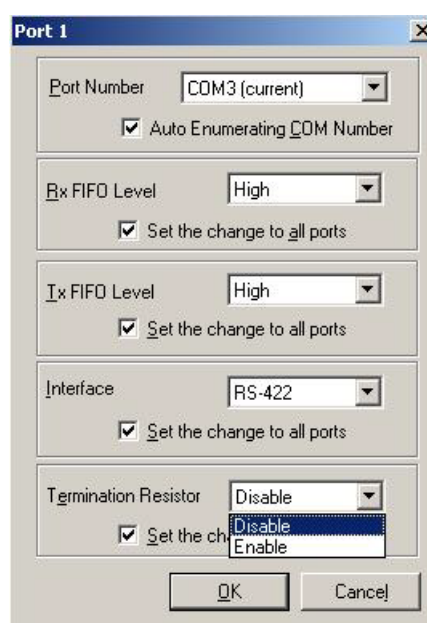 Port 1
Port Number COM3 (current)
Auto Enumerating COM Number
Rx FIFO Level High
Set the change to all ports
Tx FIFO Level High
Set the change to all ports
Interface RS-422
Set the change to all ports
Termination Resistor Disable
Disable
Set the
Enable
OK Cancel